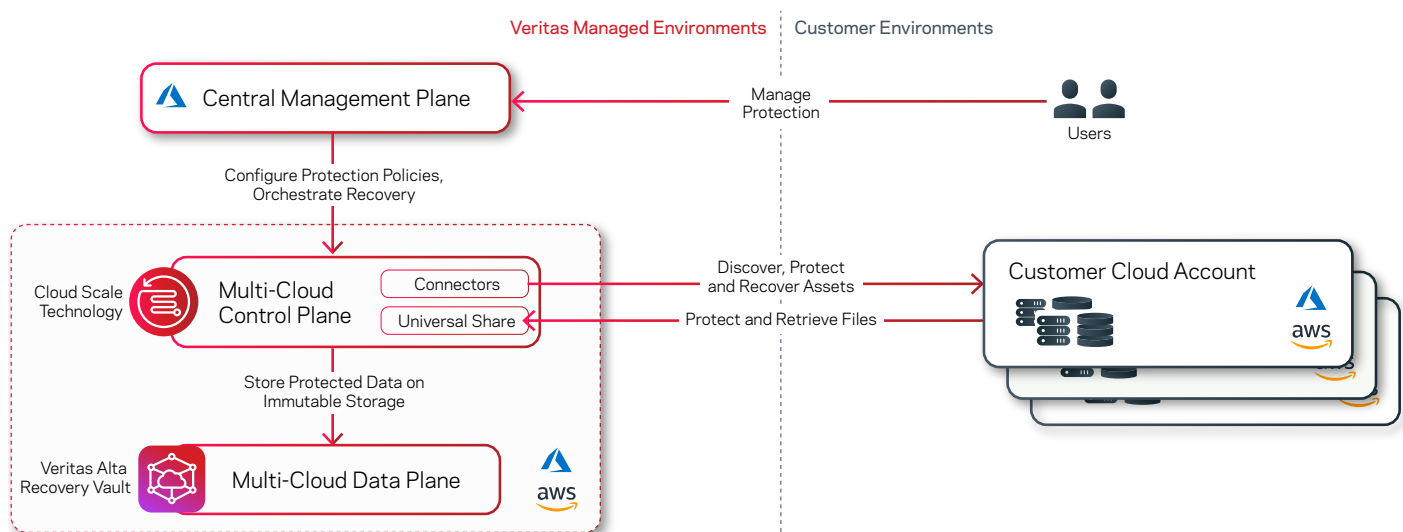 Veritas Managed Environments
Customer Environments
Central Management Plane
Manage
Protection
Users
Configure Protection Policies,
Orchestrate Recovery
Cloud Scale
Technology
Multi-Cloud
Control Plane
Connectors
Universal Share
Discover, Protect
and Recover Assets
Protect and Retrieve Files
Customer Cloud Account
aws
Store Protected Data on
Immutable Storage
Veritas Alta
Recovery Vault
Multi-Cloud Data Plane
aws